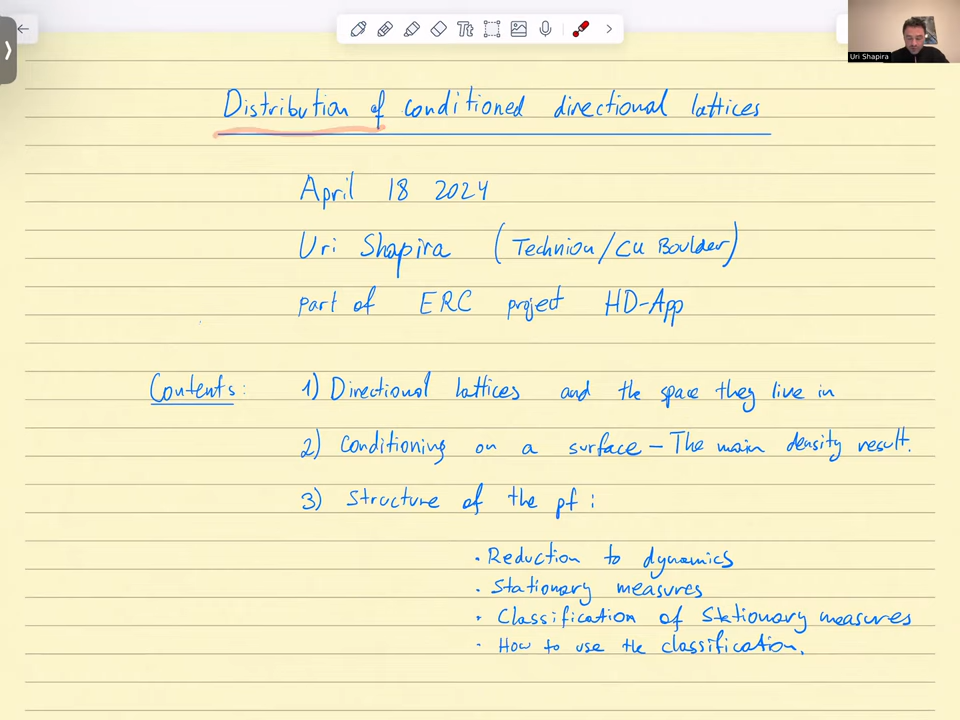 Uri Shapira
Distribution of conditioned directional lattices
April 18 2024
Uri Shapira (Technion/CU Boulder)
part of ERC project HD-App
Contents: 1) Directional lattices and the space they live in
2) Conditioning on a surface – The main density result.
3) Structure of the pf:
• Reduction to dynamics
• Stationary measures
• Classification of stationary measures
• How to use the classification.